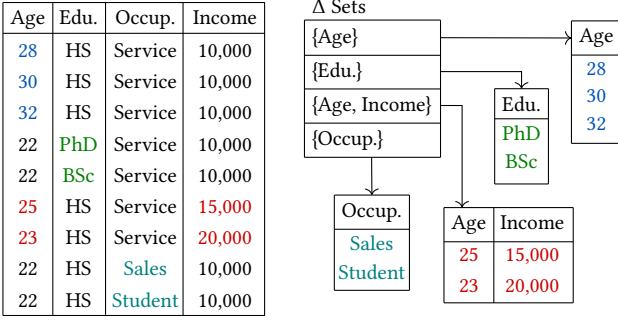 Age Edu. Occup. Income
28 HS Service 10,000
30 HS Service 10,000
32 HS Service 10,000
22 PhD Service 10,000
22 BSc Service 10,000
25 HS Service 15,000
23 HS Service 20,000
22 HS Sales 10,000
22 HS Student 10,000
Δ Sets
{Age}
{Edu.}
{Age, Income}
{Occup.}
Age
28
30
32
Edu.
PhD
BSc
Occup.
Sales
Student
Age Income
25 15,000
23 20,000